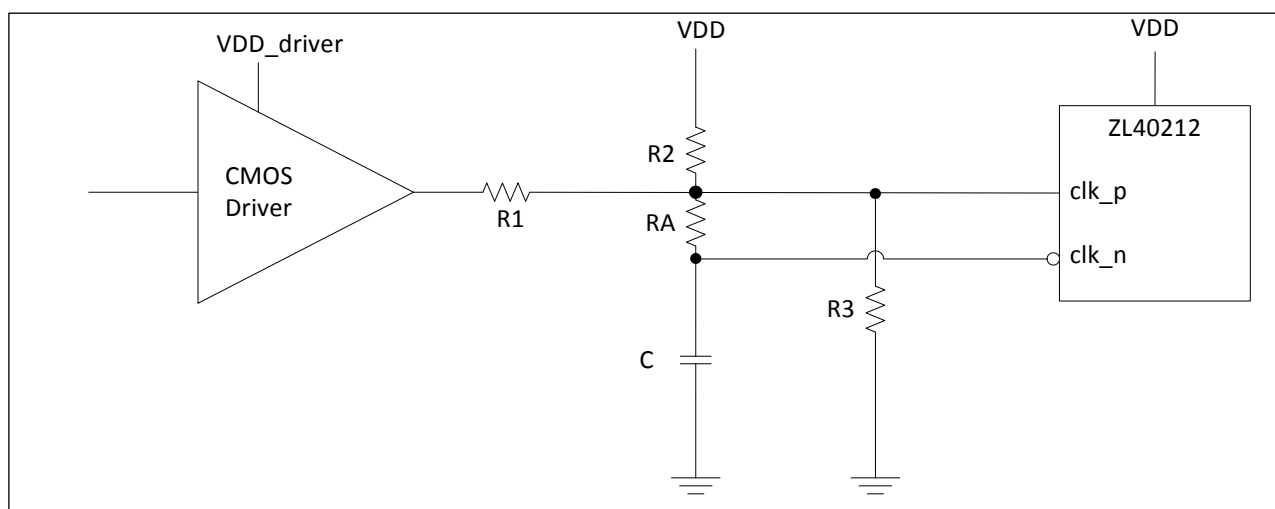 VDD_driver
VDD
VDD
ZL40212
R2
CMOS
Driver
clk_p
R1
RA
clk_n
R3
C